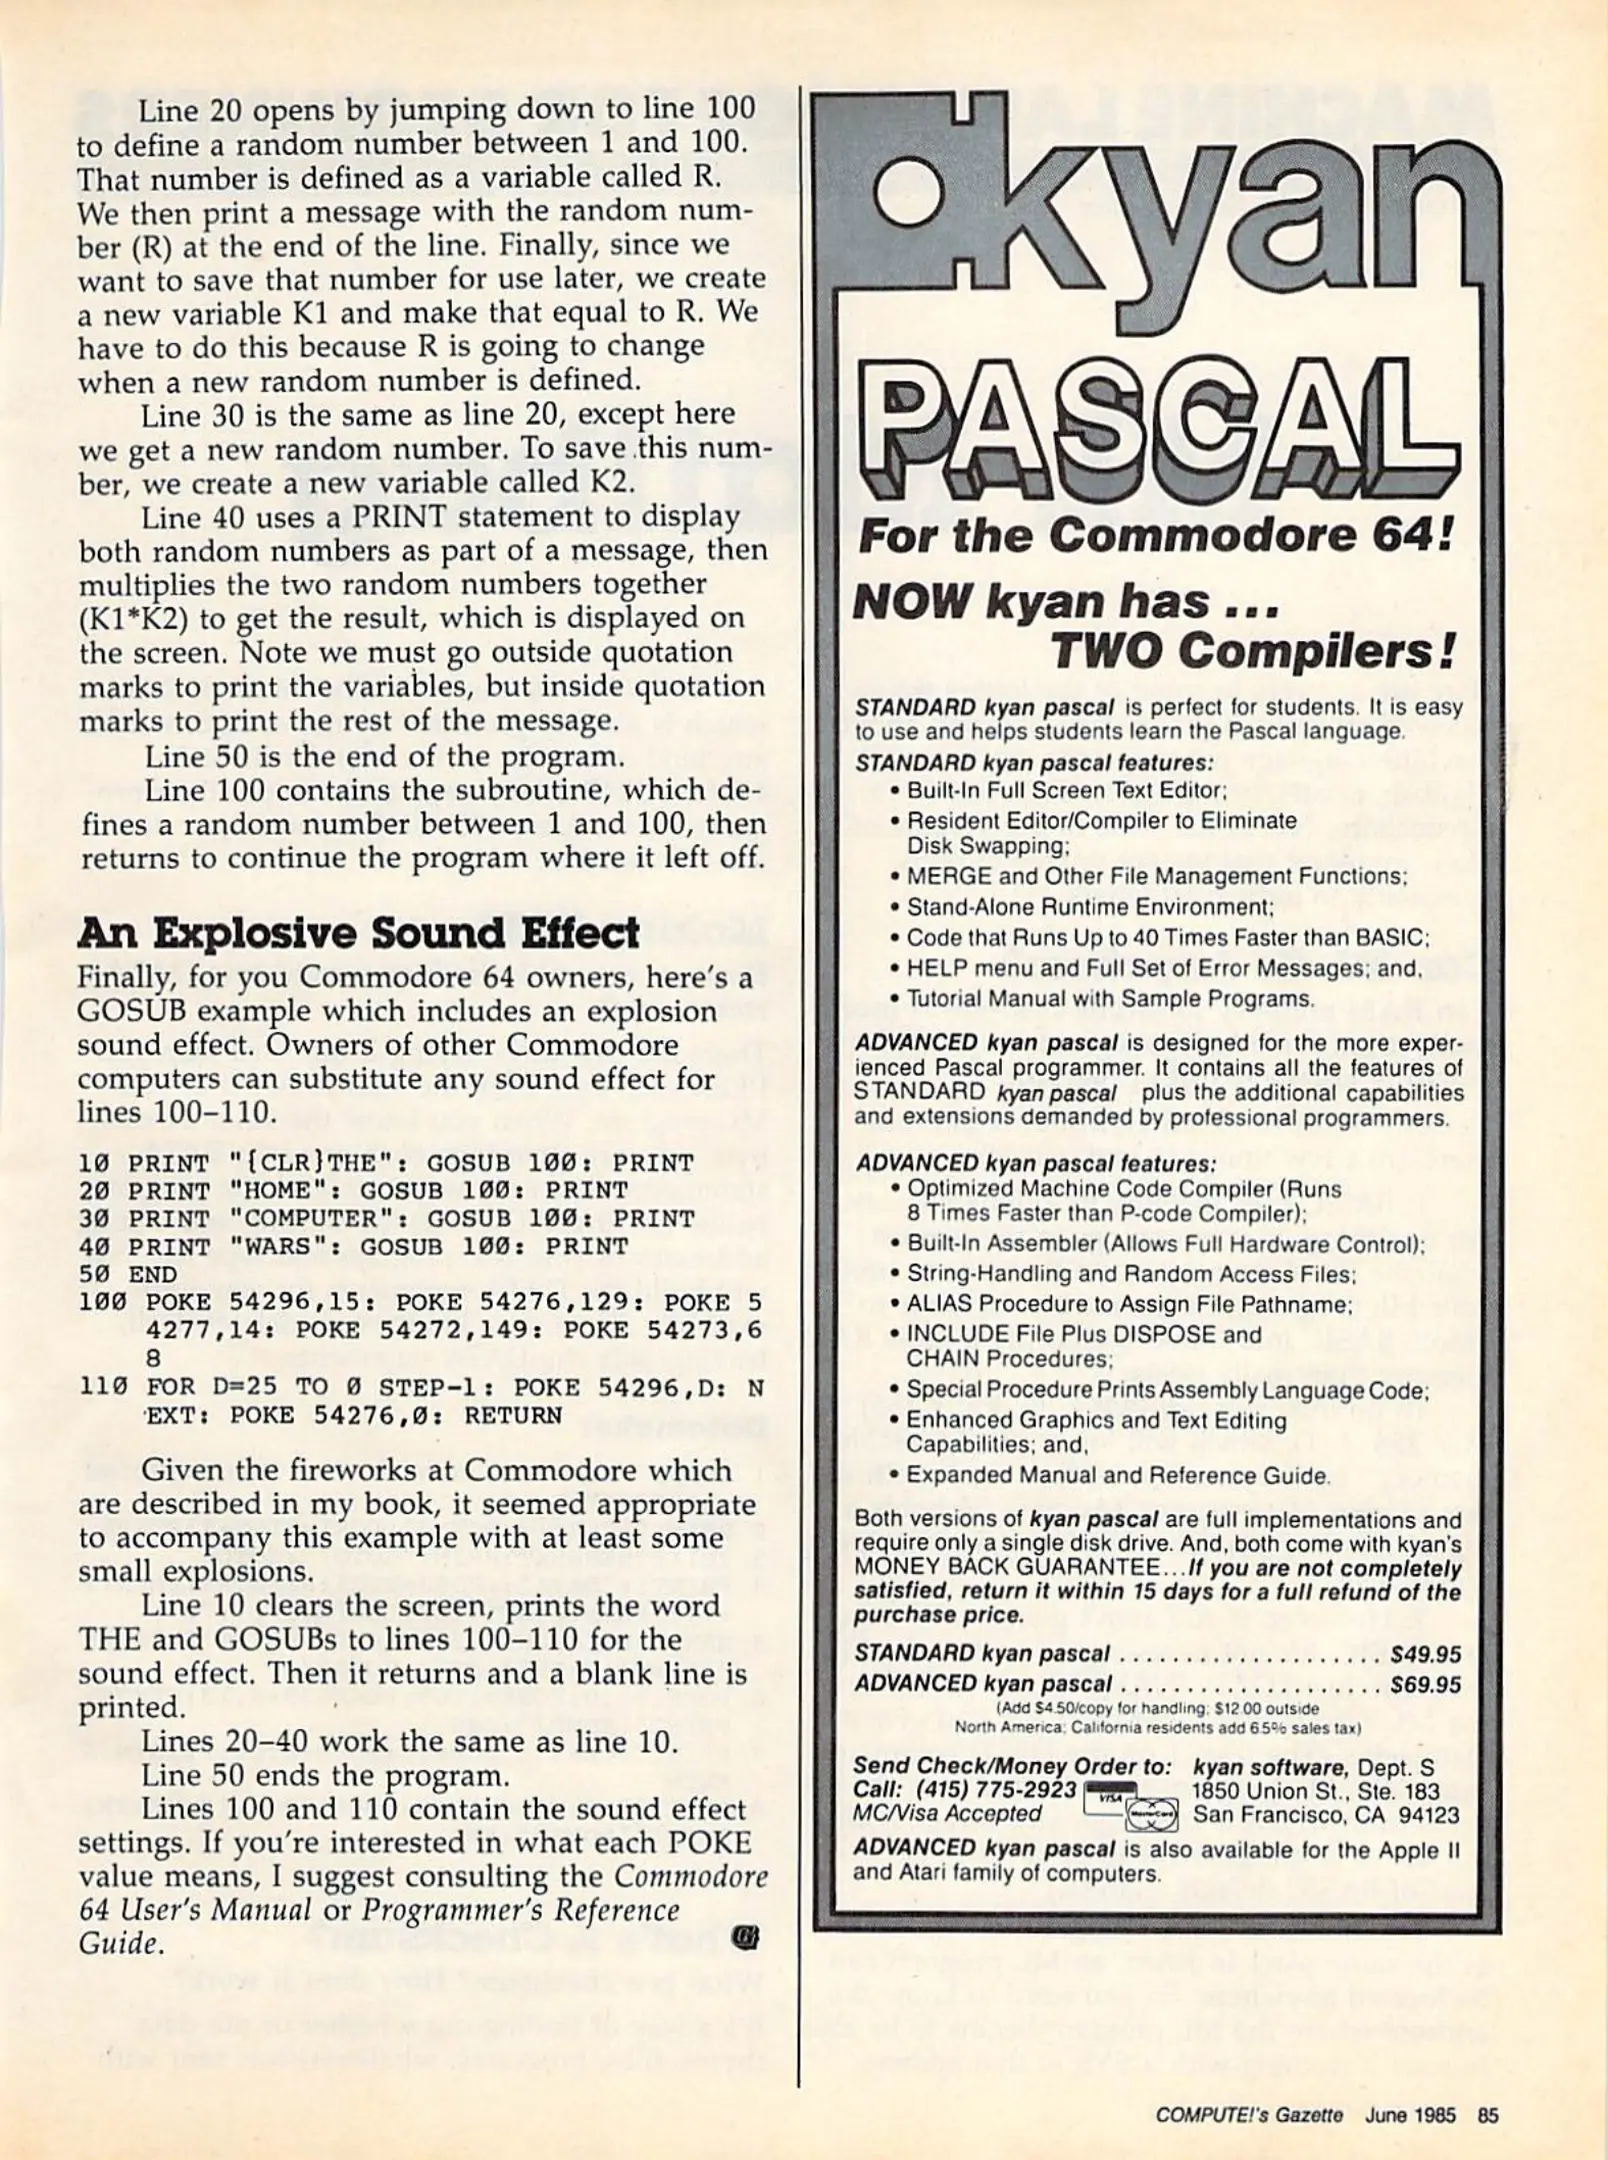 Line 20 opens by jumping down to line 100
to define a random number between 1 and 100.
That number is defined as a variable called R.
We then print a message with the random num-
ber (R) at the end of the line. Finally, since we
want to save that number for use later, we create
a new variable K1 and make that equal to R. We
have to do this because R is going to change
when a new random number is defined.
Line 30 is the same as line 20, except here
we get a new random number. To save this num-
ber, we create a new variable called K2.
Line 40 uses a PRINT statement to display
both random numbers as part of a message, then
multiplies the two random numbers together
(K1*K2) to get the result, which is displayed on
the screen. Note we must go outside quotation
marks to print the variables, but inside quotation
marks to print the rest of the message.
Line 50 is the end of the program.
Line 100 contains the subroutine, which de-
fines a random number between 1 and 100, then
returns to continue the program where it left off.
An Explosive Sound Effect
Finally, for you Commodore 64 owners, here's a
GOSUB example which includes an explosion
sound effect. Owners of other Commodore
computers can substitute any sound effect for
lines 100–110.
10 PRINT "{CLR}THE": GOSUB 100: PRINT
20 PRINT "HOME": GOSUB 100: PRINT
30 PRINT "COMPUTER": GOSUB 100: PRINT
40 PRINT "WARS": GOSUB 100: PRINT
50 END
100 POKE 54296,15: POKE 54276,129: POKE 5
4277,14: POKE 54272,149: POKE 54273,6
8
110 FOR D=25 TO 0 STEP-1: POKE 54296,D: N
EXT: POKE 54276,0: RETURN
Given the fireworks at Commodore which
are described in my book, it seemed appropriate
to accompany this example with at least some
small explosions.
Line 10 clears the screen, prints the word
THE and GOSUBs to lines 100–110 for the
sound effect. Then it returns and a blank line is
printed.
Lines 20–40 work the same as line 10.
Line 50 ends the program.
Lines 100 and 110 contain the sound effect
settings. If you're interested in what each POKE
value means, I suggest consulting the Commodore
64 User's Manual or Programmer's Reference
Guide.
kyan
PASCAL
For the Commodore 64!
NOW kyan has ...
TWO Compilers!
STANDARD kyan pascal is perfect for students. It is easy
to use and helps students learn the Pascal language.
STANDARD kyan pascal features:
• Built-In Full Screen Text Editor;
• Resident Editor/Compiler to Eliminate
Disk Swapping;
• MERGE and Other File Management Functions;
• Stand-Alone Runtime Environment;
• Code that Runs Up to 40 Times Faster than BASIC;
• HELP menu and Full Set of Error Messages; and,
• Tutorial Manual with Sample Programs.
ADVANCED kyan pascal is designed for the more exper-
ienced Pascal programmer. It contains all the features of
STANDARD kyan pascal plus the additional capabilities
and extensions demanded by professional programmers.
ADVANCED kyan pascal features:
• Optimized Machine Code Compiler (Runs
8 Times Faster than P-code Compiler);
• Built-In Assembler (Allows Full Hardware Control);
• String-Handling and Random Access Files;
• ALIAS Procedure to Assign File Pathname;
• INCLUDE File Plus DISPOSE and
CHAIN Procedures;
• Special Procedure Prints Assembly Language Code;
• Enhanced Graphics and Text Editing
Capabilities; and,
• Expanded Manual and Reference Guide.
Both versions of kyan pascal are full implementations and
require only a single disk drive. And, both come with kyan's
MONEY BACK GUARANTEE...If you are not completely
satisfied, return it within 15 days for a full refund of the
purchase price.
STANDARD kyan pascal . . . . . . . . . . . . . . . . . . . . . $49.95
ADVANCED kyan pascal . . . . . . . . . . . . . . . . . . . . . $69.95
(Add $4.50/copy for handling; $12.00 outside
North America; California residents add 6.5% sales tax)
Send Check/Money Order to: kyan software, Dept. S
Call: (415) 775-2923 VISA 1850 Union St., Ste. 183
MC/Visa Accepted MasterCard San Francisco, CA 94123
ADVANCED kyan pascal is also available for the Apple II
and Atari family of computers.
COMPUTE!'s Gazette June 1985 85